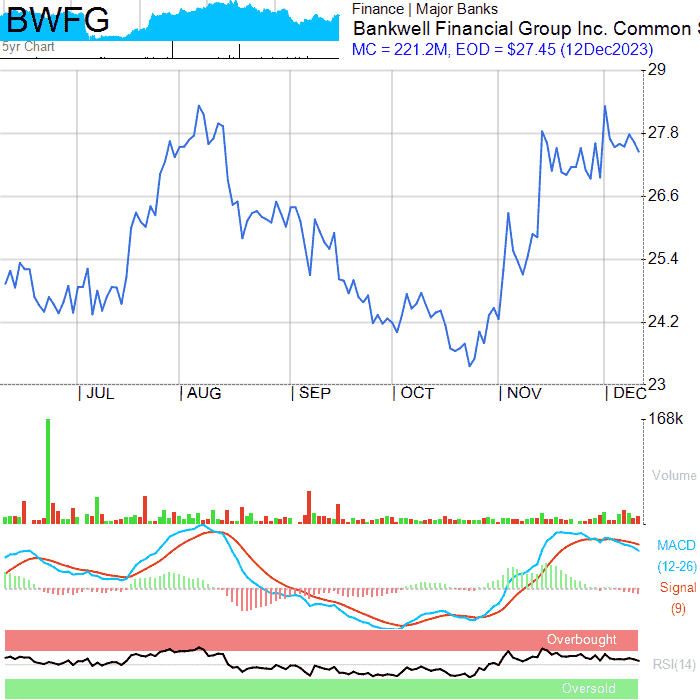 BWFG
5yr Chart
Finance | Major Banks
Bankwell Financial Group Inc. Common S
MC = 221.2M, EOD = $27.45 (12Dec2023)
29
27.8
26.6
25.4
24.2
23
JUL AUG SEP OCT NOV DEC
168k
Volume
MACD
(12-26)
Signal
(9)
Overbought
RSI(14)
Oversold